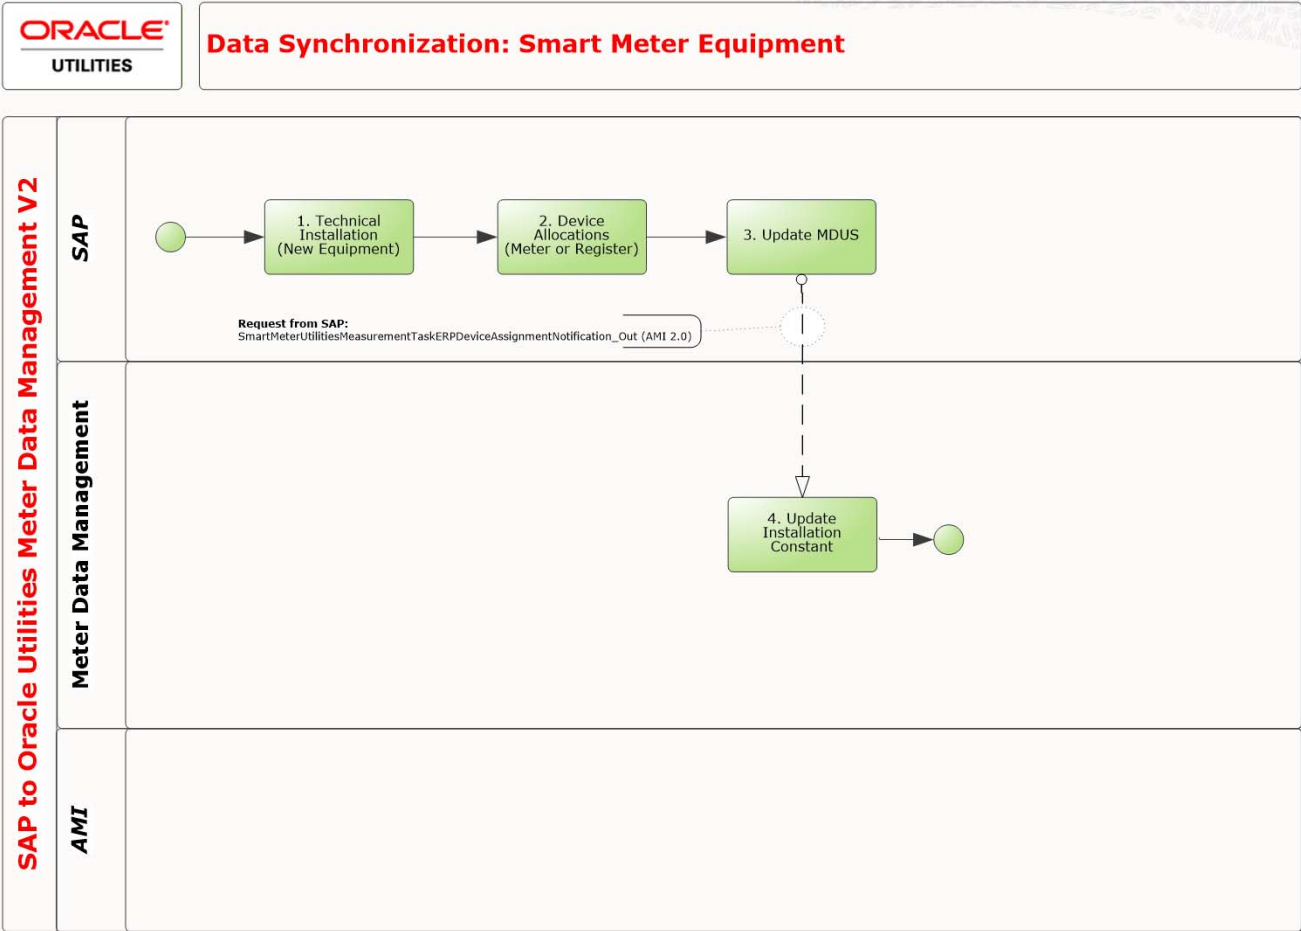 ORACLE
UTILITIES
Data Synchronization: Smart Meter Equipment
SAP to Oracle Utilities Meter Data Management V2
SAP
1. Technical
Installation
(New Equipment)
2. Device
Allocations
(Meter or Register)
3. Update MDUS
Request from SAP:
SmartMeterUtilitiesMeasurementTaskERPDeviceAssignmentNotification_Out (AMI 2.0)
Meter Data Management
4. Update
Installation
Constant
AMI